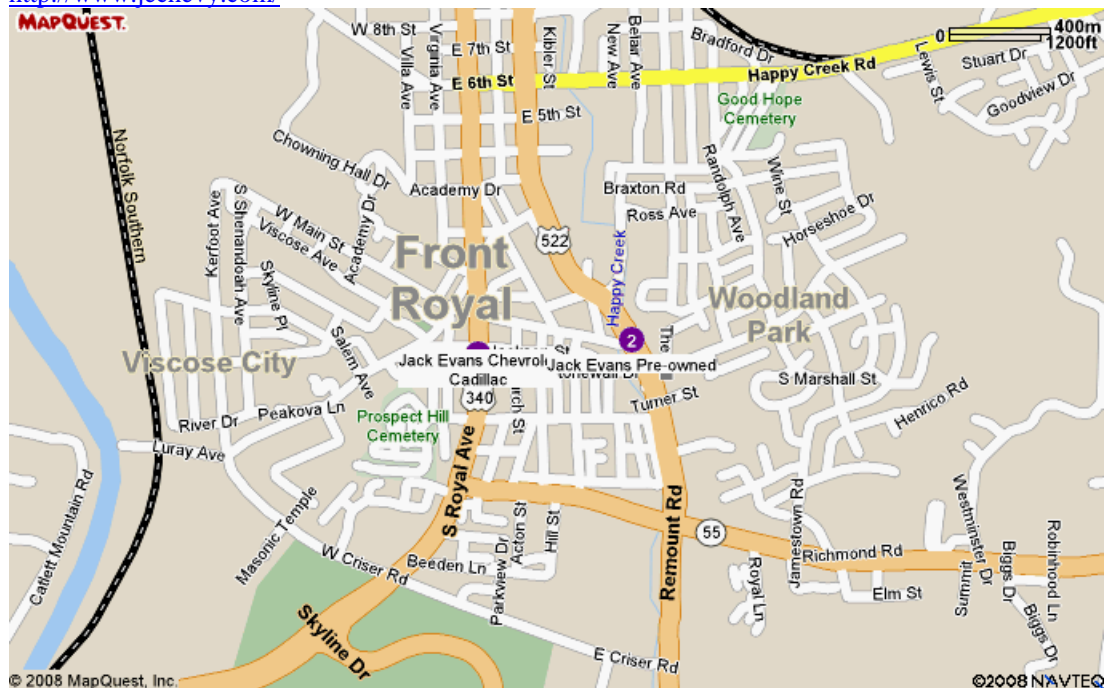 http://www.jechevy.com/
MAPQUEST.
0 400m
1200ft
W 8th St
E 7th St
E 6th St
E 5th St
Villa Ave
Virginia Ave
Kibler St
New Ave
Belair Ave
Bradford Dr
Happy Creek Rd
Lewis St
Stuart Dr
Goodview Dr
Good Hope
Cemetery
Norfolk Southern
Chowning Hall Dr
Academy Dr
Academy Dr
Braxton Rd
Ross Ave
Randolph Ave
Wine St
Horseshoe Dr
Kerfoot Ave
S Shenandoah Ave
W Main St
Viscose Ave
Skyline Pl
Salem Ave
Front
Royal
522
Happy Creek
Woodland
Park
Viscose City
2
The
Jack Evans Chevrol
Cadillac
Jack Evans Pre-owned
340
Turner St
S Marshall St
Henrico Rd
River Dr
Peakova Ln
Prospect Hill
Cemetery
Luray Ave
Catlett Mountain Rd
Masoniic Temple
S Royal Ave
W Criser Rd
Beeden Ln
Parkview Dr
Acton St
Hill St
Remount Rd
55
Jamestown Rd
Richmond Rd
Royal Ln
Elm St
Summit
Westminster Dr
Biggs Dr
Biggs Dr
Robinhood Ln
Skyline Dr
E Criser Rd
© 2008 MapQuest, Inc.
©2008 NAVTEQ